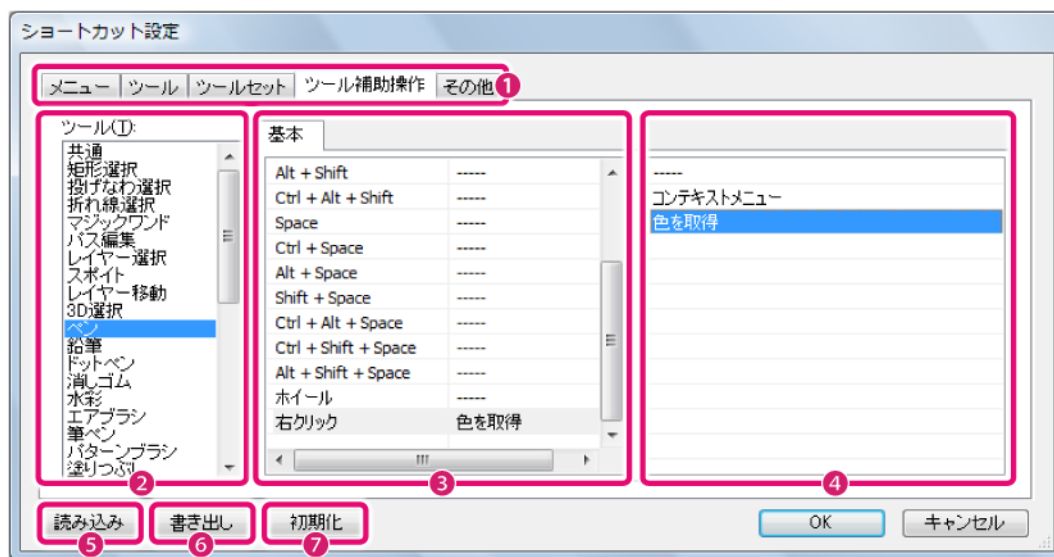 ショートカット設定
メニュー ツール ツールセット ツール補助操作 その他 1
ツール(T):
共通
矩形選択
投げなわ選択
折れ線選択
マジックワンド
パス編集
レイヤー選択
スポイト
レイヤー移動
3D選択
ペン
鉛筆
ドットペン
消しゴム
水彩
エアブラシ
筆ペン
パターンブラシ
塗りつぶし
2
基本
Alt + Shift -----
Ctrl + Alt + Shift -----
Space -----
Ctrl + Space -----
Alt + Space -----
Shift + Space -----
Ctrl + Alt + Space -----
Ctrl + Shift + Space -----
Alt + Shift + Space -----
ホイール -----
右クリック 色を取得
3
-----
コンテキストメニュー
色を取得
4
読み込み 書き出し 初期化 OK キャンセル
5 6 7